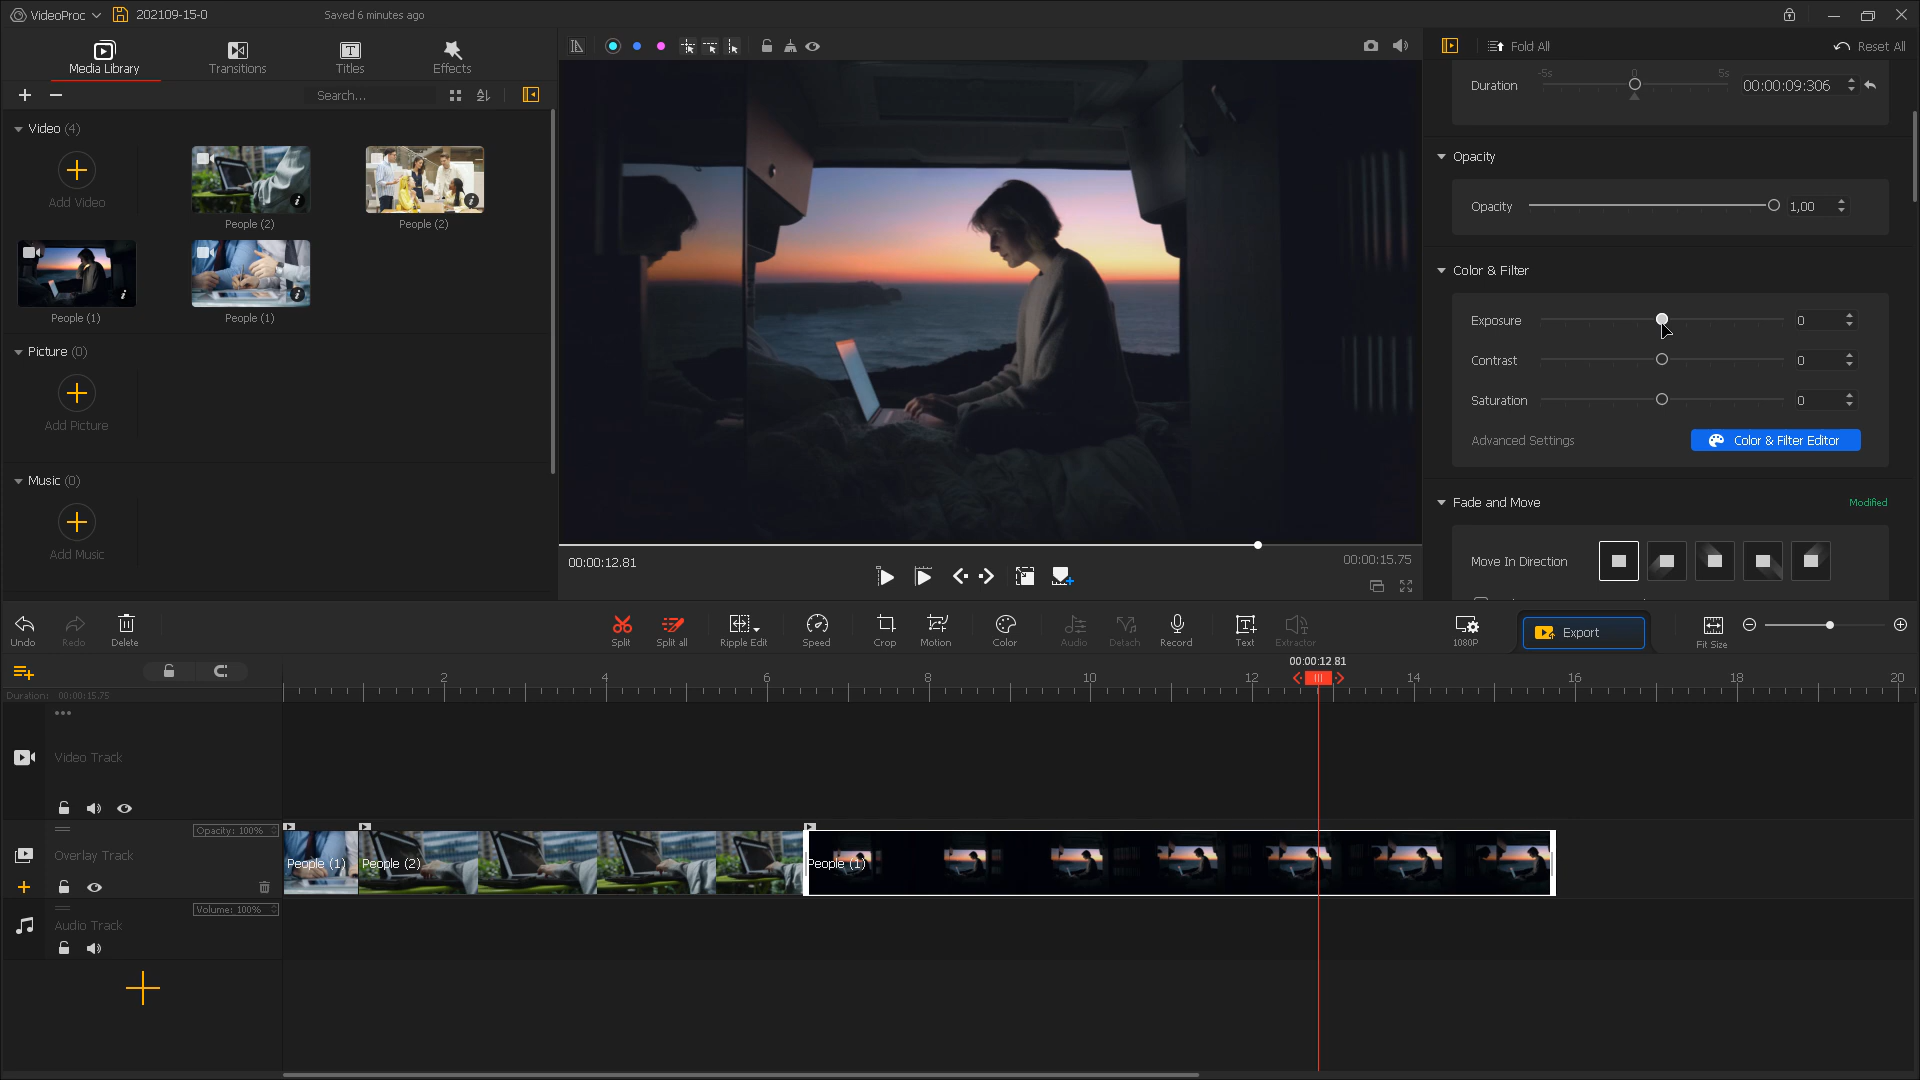 VideoProc
202109-15-0
Saved 6 minutes ago
Media Library
Transitions
Titles
Effects
Fold All
Reset All
Search...
-5s
0
5s
Duration
00:00:09:306
Video (4)
Add Video
People (2)
People (2)
People (1)
People (1)
Opacity
Opacity
1,00
Color & Filter
Exposure
0
Contrast
0
Saturation
0
Advanced Settings
Color & Filter Editor
Picture (0)
Add Picture
Music (0)
Add Music
Fade and Move
Modified
Move In Direction
00:00:12.81
00:00:15.75
Undo
Redo
Delete
Split
Split all
Ripple Edit
Speed
Crop
Motion
Color
Audio
Detach
Record
Text
Extractor
1080P
Export
Fit Size
00:00:12.81
2
4
6
8
10
12
14
16
18
20
Duration: 00:00:15.75
Video Track
Opacity: 100%
Overlay Track
People (1)
People (2)
People (1)
Volume: 100%
Audio Track